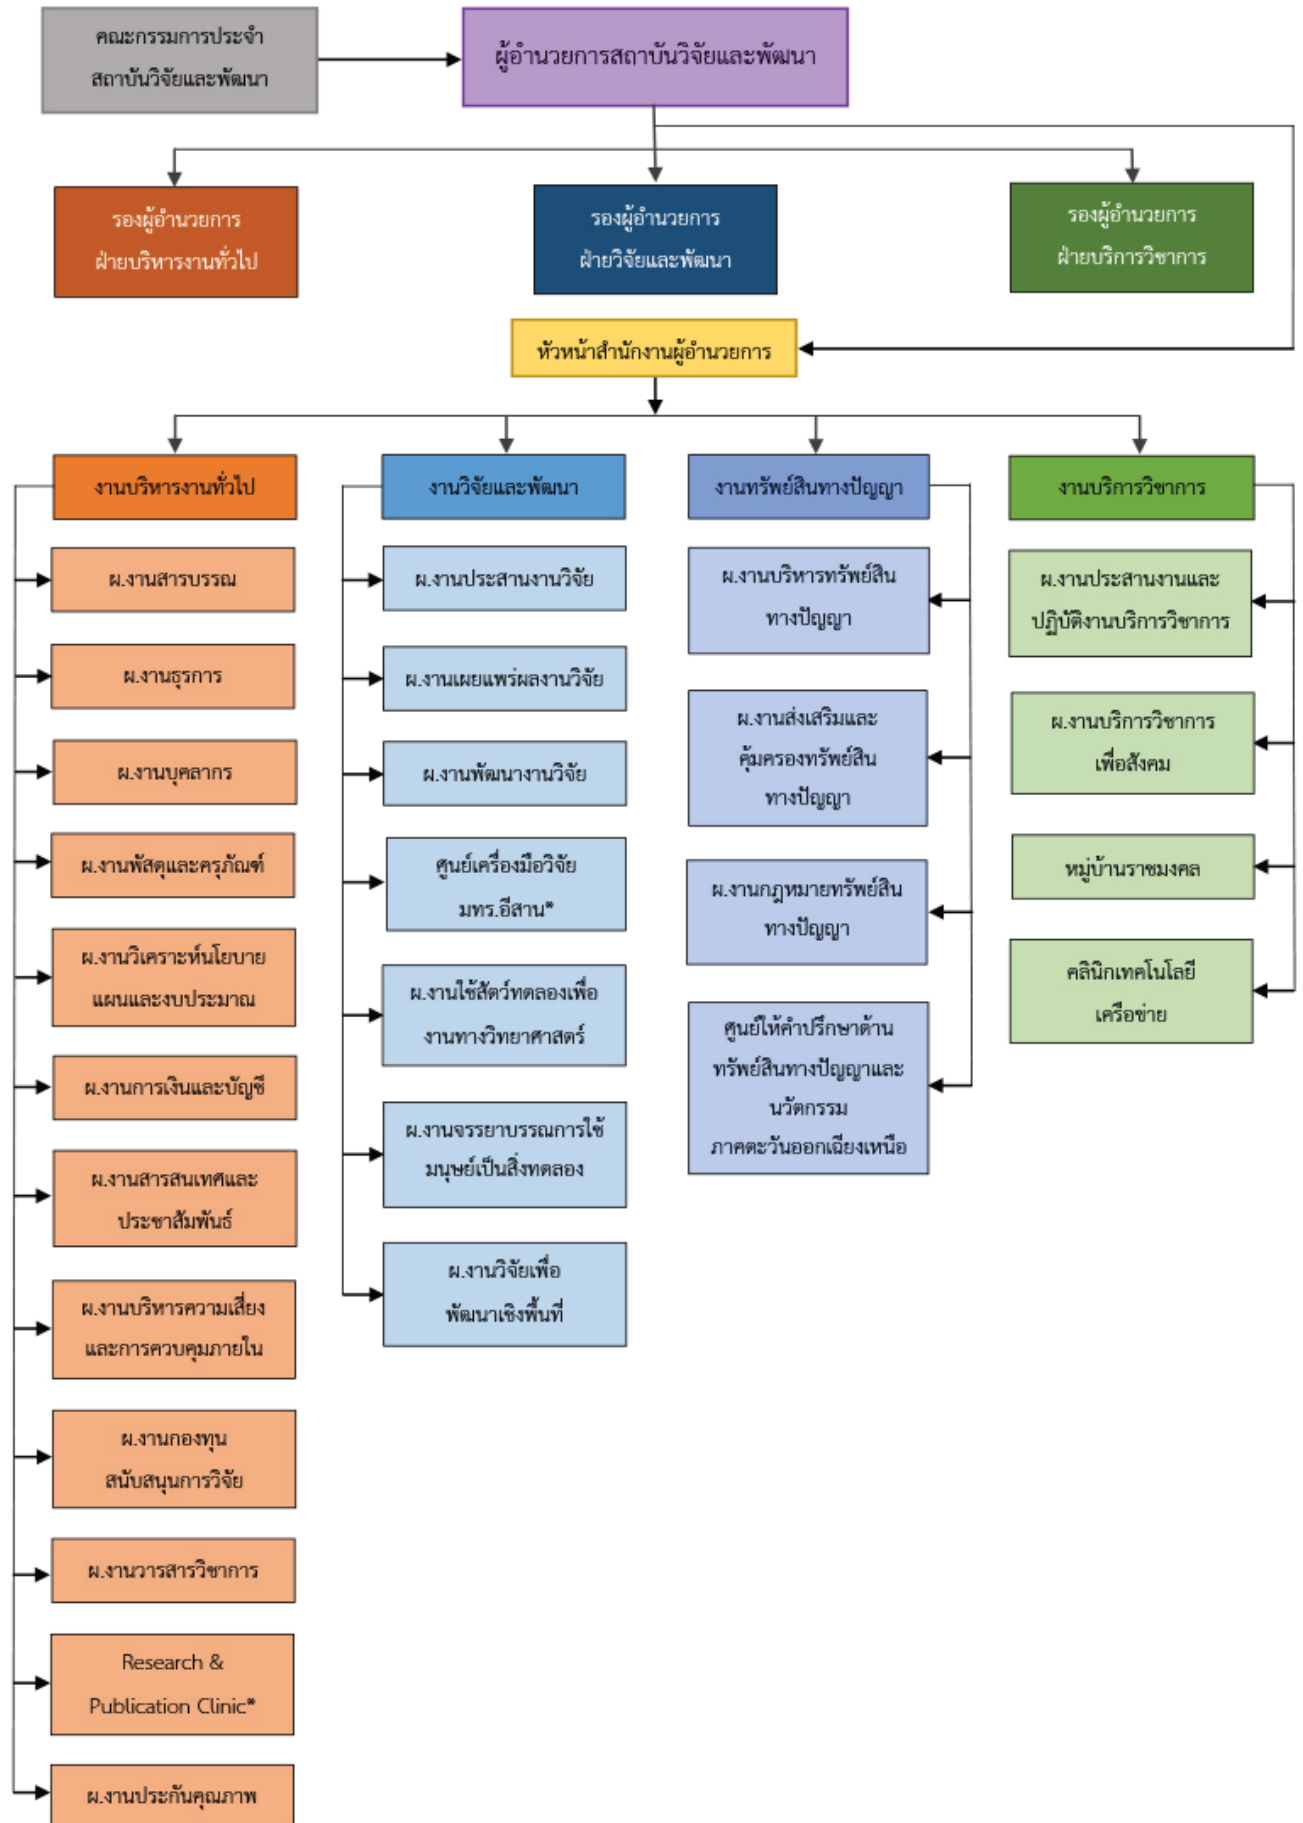 คณะกรรมการประจำ
สถาบันวิจัยและพัฒนา
ผู้อำนวยการสถาบันวิจัยและพัฒนา
รองผู้อำนวยการ
ฝ่ายบริหารงานทั่วไป
รองผู้อำนวยการ
ฝ่ายวิจัยและพัฒนา
รองผู้อำนวยการ
ฝ่ายบริการวิชาการ
หัวหน้าสำนักงานผู้อำนวยการ
งานบริหารงานทั่วไป
ผ.งานสารบรรณ
ผ.งานธุรการ
ผ.งานบุคลากร
ผ.งานพัสดุและครุภัณฑ์
ผ.งานวิเคราะห์นโยบาย
แผนและงบประมาณ
ผ.งานการเงินและบัญชี
ผ.งานสารสนเทศและ
ประชาสัมพันธ์
ผ.งานบริหารความเสี่ยง
และการควบคุมภายใน
ผ.งานกองทุน
สนับสนุนการวิจัย
ผ.งานวารสารวิชาการ
Research &
Publication Clinic*
ผ.งานประกันคุณภาพ
งานวิจัยและพัฒนา
ผ.งานประสานงานวิจัย
ผ.งานเผยแพร่ผลงานวิจัย
ผ.งานพัฒนางานวิจัย
ศูนย์เครื่องมือวิจัย
มทร.อีสาน*
ผ.งานใช้สัตว์ทดลองเพื่อ
งานทางวิทยาศาสตร์
ผ.งานจรรยาบรรณการใช้
มนุษย์เป็นสิ่งทดลอง
ผ.งานวิจัยเพื่อ
พัฒนาเชิงพื้นที่
งานทรัพย์สินทางปัญญา
ผ.งานบริหารทรัพย์สิน
ทางปัญญา
ผ.งานส่งเสริมและ
คุ้มครองทรัพย์สิน
ทางปัญญา
ผ.งานกฎหมายทรัพย์สิน
ทางปัญญา
ศูนย์ให้คำปรึกษาด้าน
ทรัพย์สินทางปัญญาและ
นวัตกรรม
ภาคตะวันออกเฉียงเหนือ
งานบริการวิชาการ
ผ.งานประสานงานและ
ปฏิบัติงานบริการวิชาการ
ผ.งานบริการวิชาการ
เพื่อสังคม
หมู่บ้านราชมงคล
คลินิกเทคโนโลยี
เครือข่าย